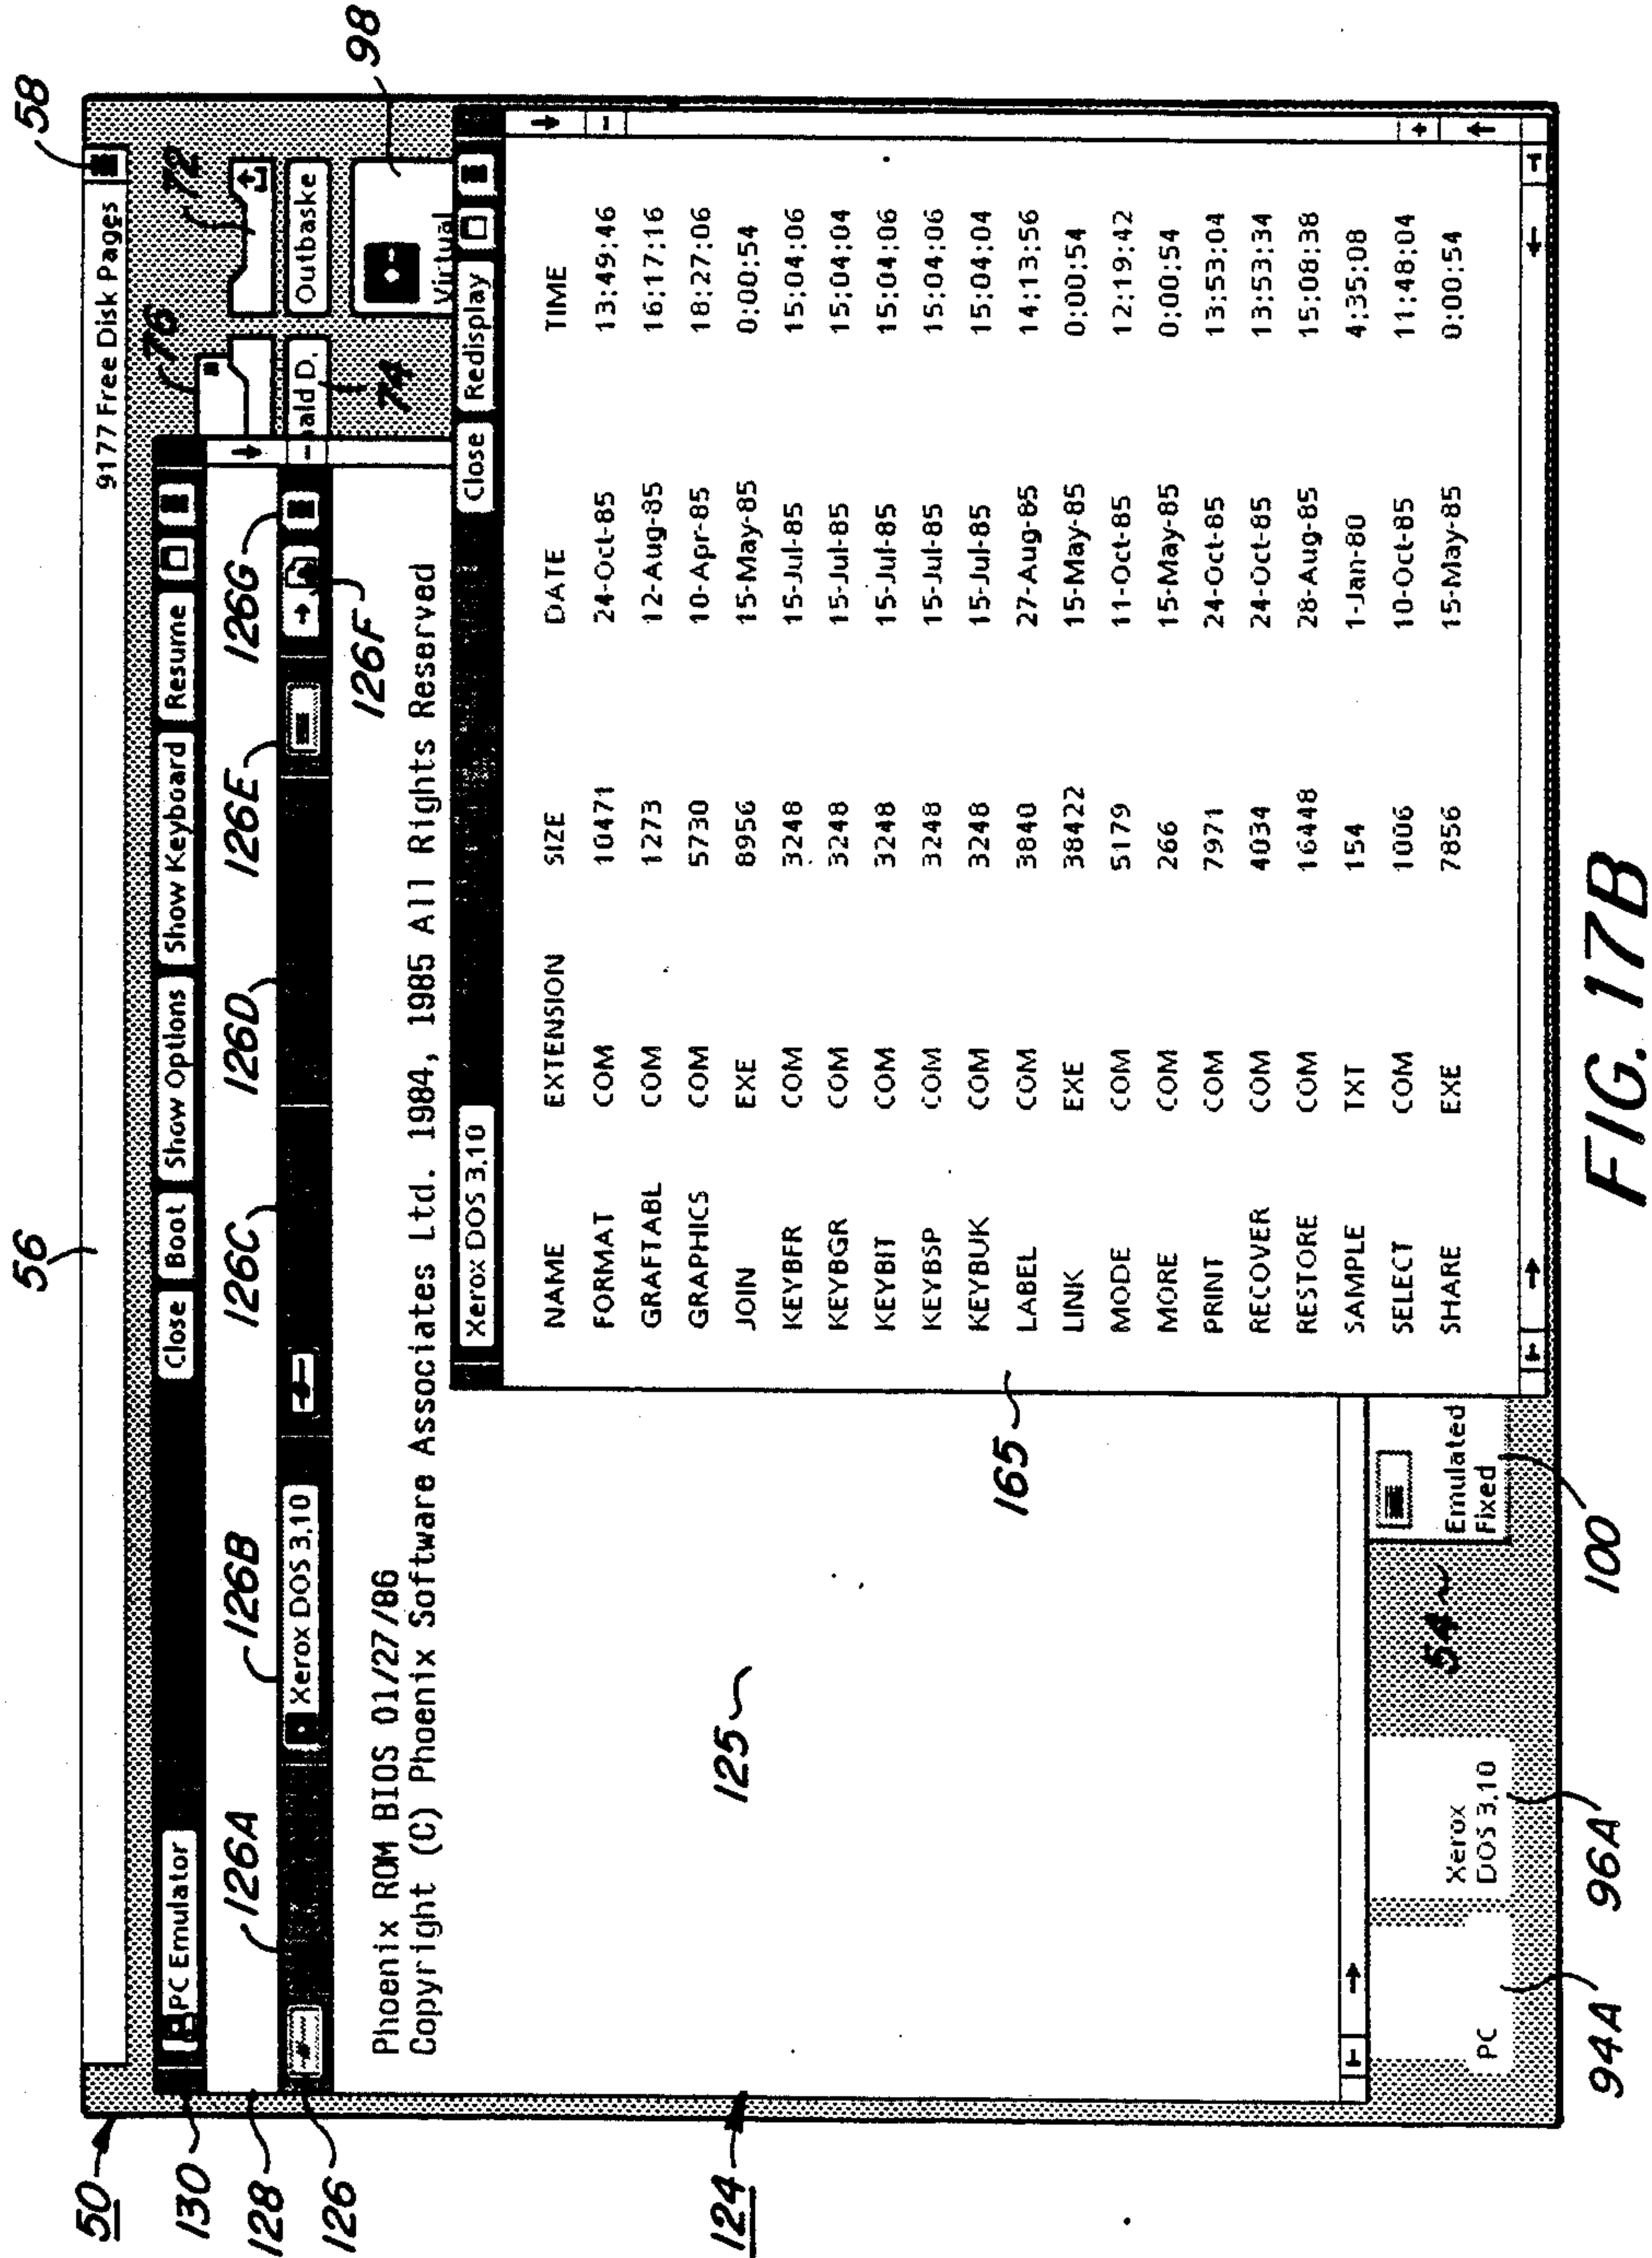 56
58
50
9177 Free Disk Pages
76
72
130
PC Emulator
Close
Boot
Show Options
Show Keyboard
Resume
128
126A
126B
126C
126D
126E
126G
126
Xerox DOS 3.10
ald D.
Outbaske
74
98
Virtual
126F
Phoenix ROM BIOS 01/27/86
Copyright (C) Phoenix Software Associates Ltd. 1984, 1985 All Rights Reserved
Xerox DOS 3.10
Close
Redisplay
NAME EXTENSION SIZE DATE TIME
FORMAT COM 10471 24-Oct-85 13:49:46
GRAFTABL COM 1273 12-Aug-85 16:17:16
GRAPHICS COM 5730 10-Apr-85 18:27:06
JOIN EXE 8956 15-May-85 0:00:54
KEYBFR COM 3248 15-Jul-85 15:04:06
KEYBGR COM 3248 15-Jul-85 15:04:04
KEYBIT COM 3248 15-Jul-85 15:04:06
KEYBSP COM 3248 15-Jul-85 15:04:06
KEYBUK COM 3248 15-Jul-85 15:04:04
LABEL COM 3840 27-Aug-85 14:13:56
LINK EXE 38422 15-May-85 0:00:54
MODE COM 5179 11-Oct-85 12:19:42
MORE COM 266 15-May-85 0:00:54
PRINT COM 7971 24-Oct-85 13:53:04
RECOVER COM 4034 24-Oct-85 13:53:34
RESTORE COM 16448 28-Aug-85 15:08:38
SAMPLE TXT 154 1-Jan-80 4:35:08
SELECT COM 1006 10-Oct-85 11:48:04
SHARE EXE 7856 15-May-85 0:00:54
124
125
165
PC
Xerox
DOS 3.10
54
Emulated
Fixed
94A
96A
100
FIG. 17B